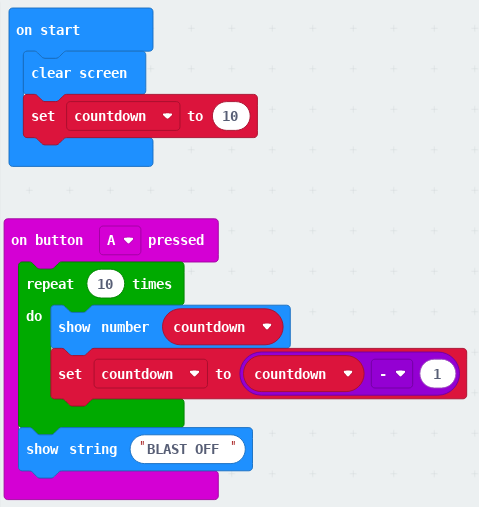 on start
clear screen
set countdown to 10
on button A pressed
repeat 10 times
do
show number countdown
set countdown to countdown - 1
show string "BLAST OFF "